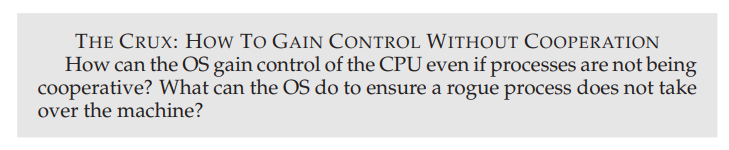 THE CRUX: HOW TO GAIN CONTROL WITHOUT COOPERATION
How can the OS gain control of the CPU even if processes are not being
cooperative? What can the OS do to ensure a rogue process does not take
over the machine?